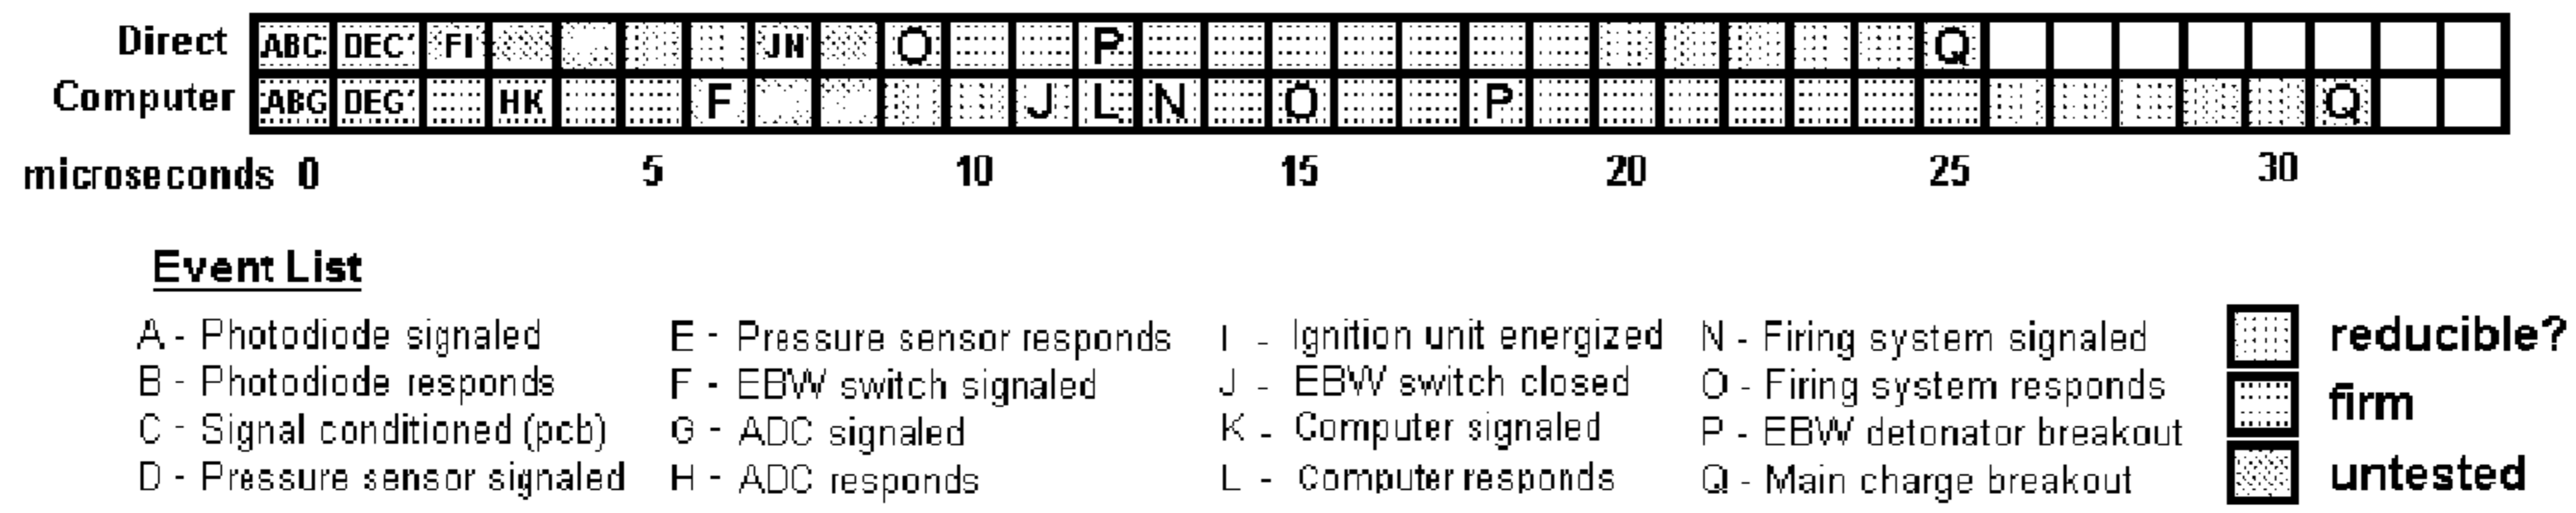 Direct ABC DEC' FI JN O P Q
Computer ABG DEG' HK F J L N O P Q
microseconds 0 5 10 15 20 25 30
Event List
A - Photodiode signaled E - Pressure sensor responds I - Ignition unit energized N - Firing system signaled reducible?
B - Photodiode responds F - EBW switch signaled J - EBW switch closed O - Firing system responds firm
C - Signal conditioned (pcb) G - ADC signaled K - Computer signaled P - EBW detonator breakout
D - Pressure sensor signaled H - ADC responds L - Computer responds Q - Main charge breakout untested